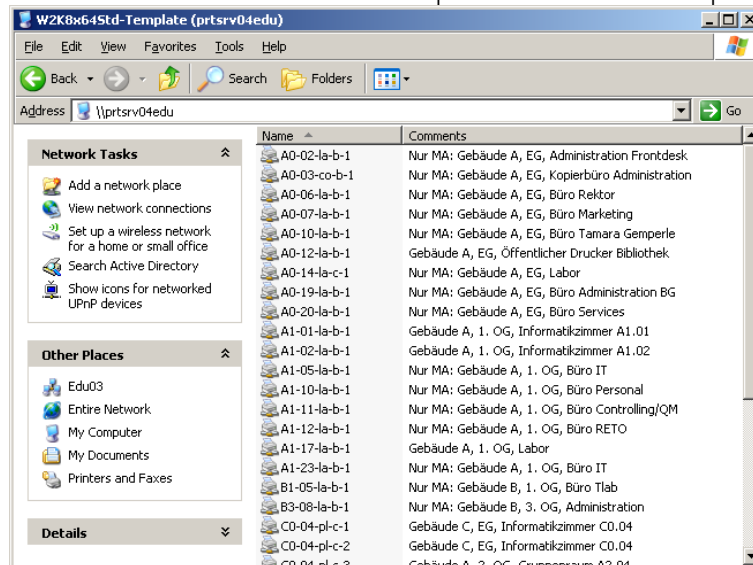 W2K8x64Std-Template (prtsrv04edu)
File Edit View Favorites Tools Help
Back Search Folders
Address \\prtsrv04edu Go
Network Tasks
Add a network place
View network connections
Set up a wireless network
for a home or small office
Search Active Directory
Show icons for networked
UPnP devices
Other Places
Edu03
Entire Network
My Computer
My Documents
Printers and Faxes
Details
Name Comments
A0-02-la-b-1 Nur MA: Gebäude A, EG, Administration Frontdesk
A0-03-co-b-1 Nur MA: Gebäude A, EG, Kopierbüro Administration
A0-06-la-b-1 Nur MA: Gebäude A, EG, Büro Rektor
A0-07-la-b-1 Nur MA: Gebäude A, EG, Büro Marketing
A0-10-la-b-1 Nur MA: Gebäude A, EG, Büro Tamara Gemperle
A0-12-la-b-1 Gebäude A, EG, Öffentlicher Drucker Bibliothek
A0-14-la-c-1 Nur MA: Gebäude A, EG, Labor
A0-19-la-b-1 Nur MA: Gebäude A, EG, Büro Administration BG
A0-20-la-b-1 Nur MA: Gebäude A, EG, Büro Services
A1-01-la-b-1 Gebäude A, 1. OG, Informatikzimmer A1.01
A1-02-la-b-1 Gebäude A, 1. OG, Informatikzimmer A1.02
A1-05-la-b-1 Nur MA: Gebäude A, 1. OG, Büro IT
A1-10-la-b-1 Nur MA: Gebäude A, 1. OG, Büro Personal
A1-11-la-b-1 Nur MA: Gebäude A, 1. OG, Büro Controlling/QM
A1-12-la-b-1 Nur MA: Gebäude A, 1. OG, Büro RETO
A1-17-la-b-1 Gebäude A, 1. OG, Labor
A1-23-la-b-1 Nur MA: Gebäude A, 1. OG, Büro IT
B1-05-la-b-1 Nur MA: Gebäude B, 1. OG, Büro Tlab
B3-08-la-b-1 Nur MA: Gebäude B, 3. OG, Administration
C0-04-pl-c-1 Gebäude C, EG, Informatikzimmer C0.04
C0-04-pl-c-2 Gebäude C, EG, Informatikzimmer C0.04